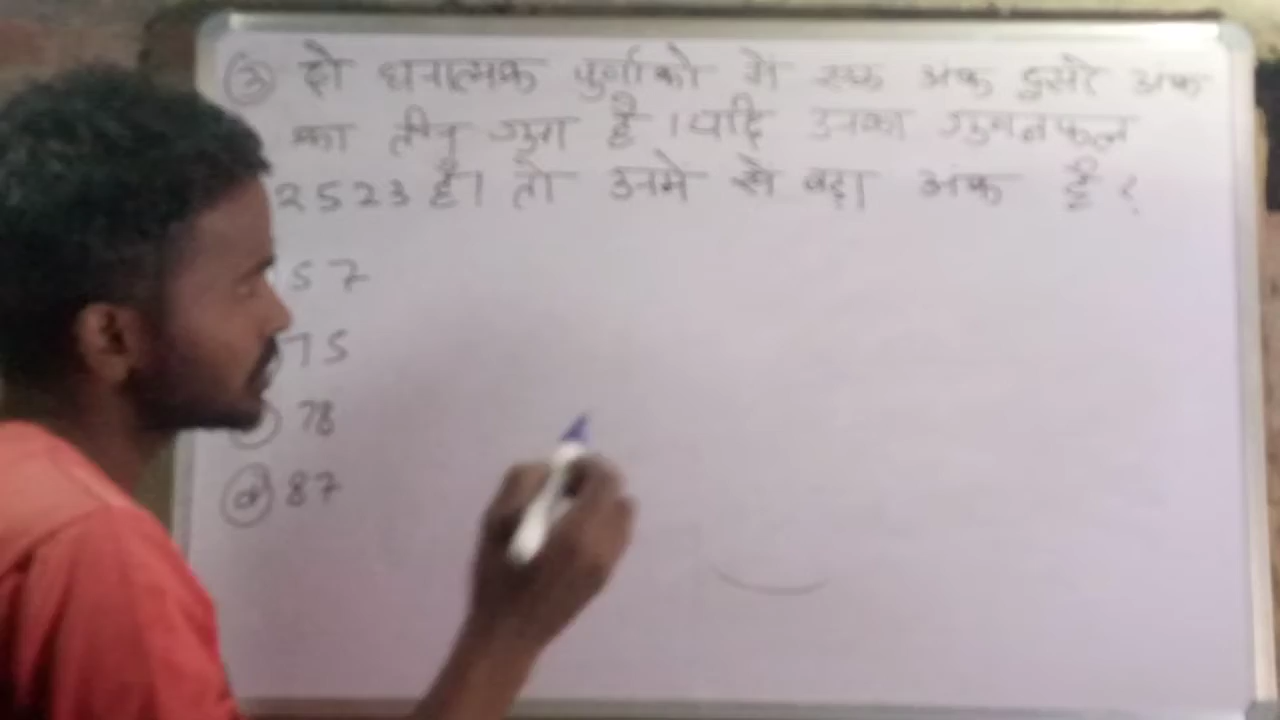 ③ दो धनात्मक पुर्णाको में एक अंक दुसरे अंक
का तीन गुणा है । यदि उनका गुणनफल
2523 है। तो उनमे से बड़ा अंक है ?
57
75
78
ⓓ 87